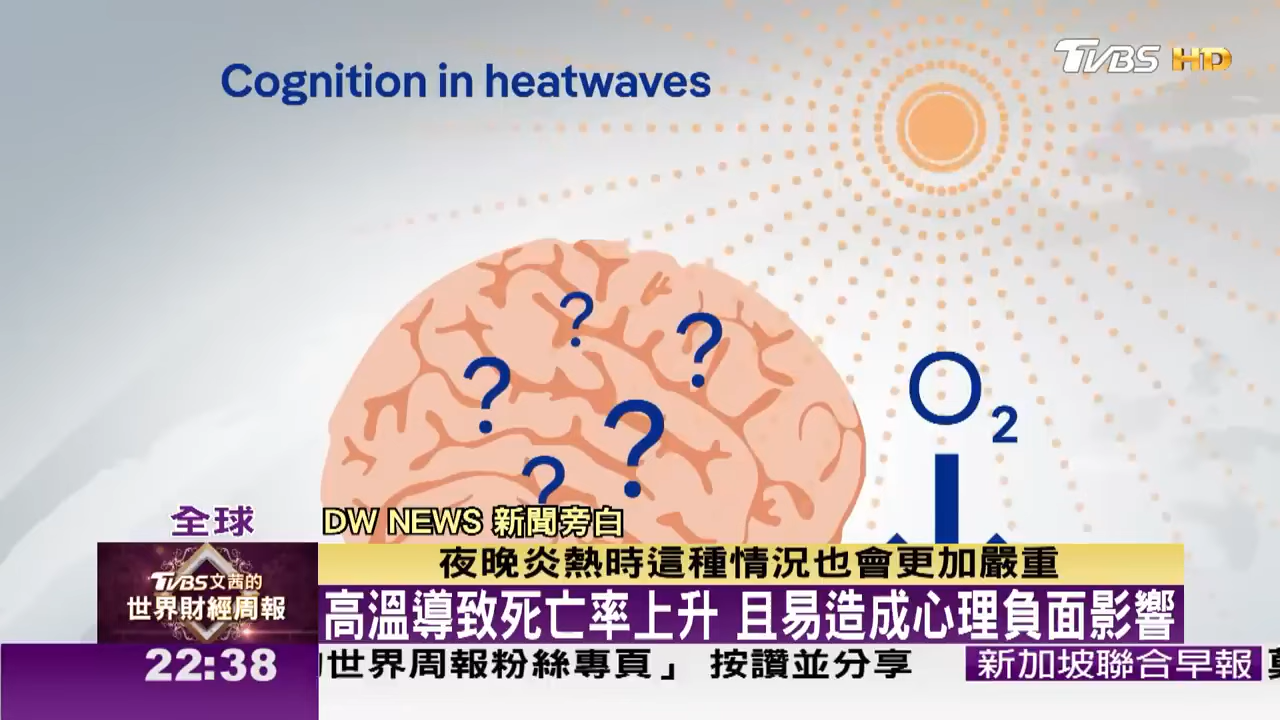 Cognition in heatwaves
TVBS HD
?
?
?
?
?
O2
全球
DW NEWS 新聞旁白
夜晚炎熱時這種情況也會更加嚴重
TVBS文茜的
世界財經周報
高溫導致死亡率上升 且易造成心理負面影響
22:38
世界周報粉絲專頁」 按讚並分享 新加坡聯合早報